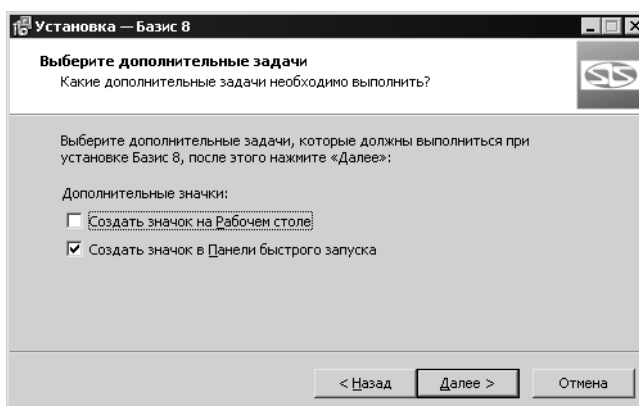 Установка — Базис 8
Выберите дополнительные задачи
Какие дополнительные задачи необходимо выполнить?
Выберите дополнительные задачи, которые должны выполниться при
установке Базис 8, после этого нажмите «Далее»:
Дополнительные значки:
Создать значок на Рабочем столе
Создать значок в Панели быстрого запуска
< Назад Далее > Отмена